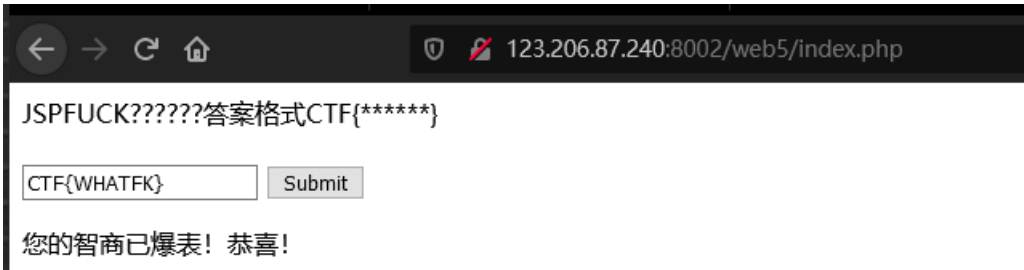 123.206.87.240:8002/web5/index.php
JSPFUCK??????答案格式CTF{******}
CTF{WHATFK} Submit
您的智商已爆表！恭喜！